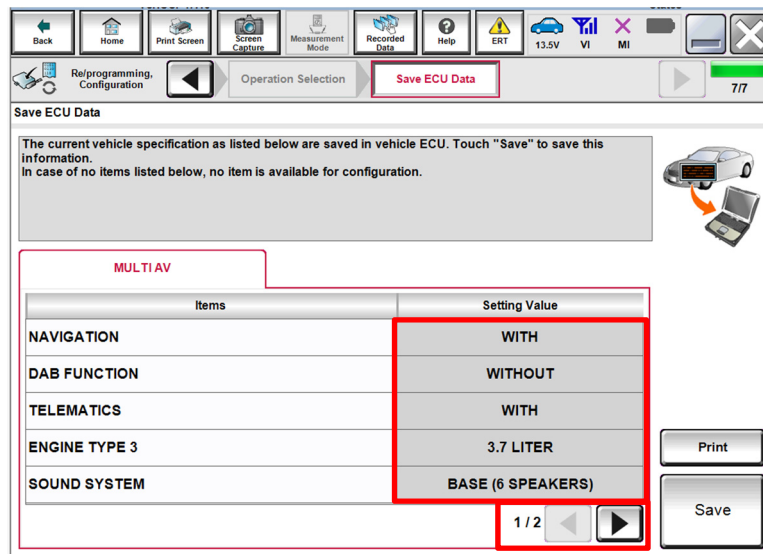 Back
Home
Print Screen
Screen
Capture
Measurement
Mode
Recorded
Data
Help
ERT
13.5V
VI
MI
Re/programming,
Configuration
Operation Selection
Save ECU Data
7/7
Save ECU Data
The current vehicle specification as listed below are saved in vehicle ECU. Touch "Save" to save this
information.
In case of no items listed below, no item is available for configuration.
MULTI AV
Items
Setting Value
NAVIGATION
WITH
DAB FUNCTION
WITHOUT
TELEMATICS
WITH
ENGINE TYPE 3
3.7 LITER
SOUND SYSTEM
BASE (6 SPEAKERS)
1 / 2
Print
Save